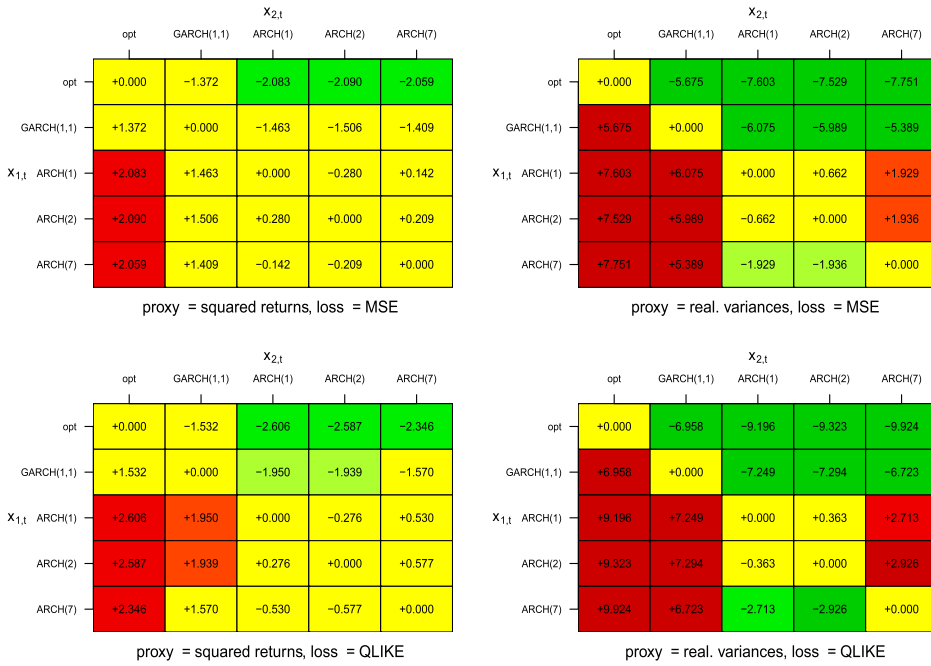 x2,t
opt GARCH(1,1) ARCH(1) ARCH(2) ARCH(7)
opt +0.000 −1.372 −2.083 −2.090 −2.059
GARCH(1,1) +1.372 +0.000 −1.463 −1.506 −1.409
x1,t ARCH(1) +2.083 +1.463 +0.000 −0.280 +0.142
ARCH(2) +2.090 +1.506 +0.280 +0.000 +0.209
ARCH(7) +2.059 +1.409 −0.142 −0.209 +0.000
proxy = squared returns, loss = MSE
x2,t
opt GARCH(1,1) ARCH(1) ARCH(2) ARCH(7)
opt +0.000 −5.675 −7.603 −7.529 −7.751
GARCH(1,1) +5.675 +0.000 −6.075 −5.989 −5.389
x1,t ARCH(1) +7.603 +6.075 +0.000 +0.662 +1.929
ARCH(2) +7.529 +5.989 −0.662 +0.000 +1.936
ARCH(7) +7.751 +5.389 −1.929 −1.936 +0.000
proxy = real. variances, loss = MSE
x2,t
opt GARCH(1,1) ARCH(1) ARCH(2) ARCH(7)
opt +0.000 −1.532 −2.606 −2.587 −2.346
GARCH(1,1) +1.532 +0.000 −1.950 −1.939 −1.570
x1,t ARCH(1) +2.606 +1.950 +0.000 −0.276 +0.530
ARCH(2) +2.587 +1.939 +0.276 +0.000 +0.577
ARCH(7) +2.346 +1.570 −0.530 −0.577 +0.000
proxy = squared returns, loss = QLIKE
x2,t
opt GARCH(1,1) ARCH(1) ARCH(2) ARCH(7)
opt +0.000 −6.958 −9.196 −9.323 −9.924
GARCH(1,1) +6.958 +0.000 −7.249 −7.294 −6.723
x1,t ARCH(1) +9.196 +7.249 +0.000 +0.363 +2.713
ARCH(2) +9.323 +7.294 −0.363 +0.000 +2.926
ARCH(7) +9.924 +6.723 −2.713 −2.926 +0.000
proxy = real. variances, loss = QLIKE